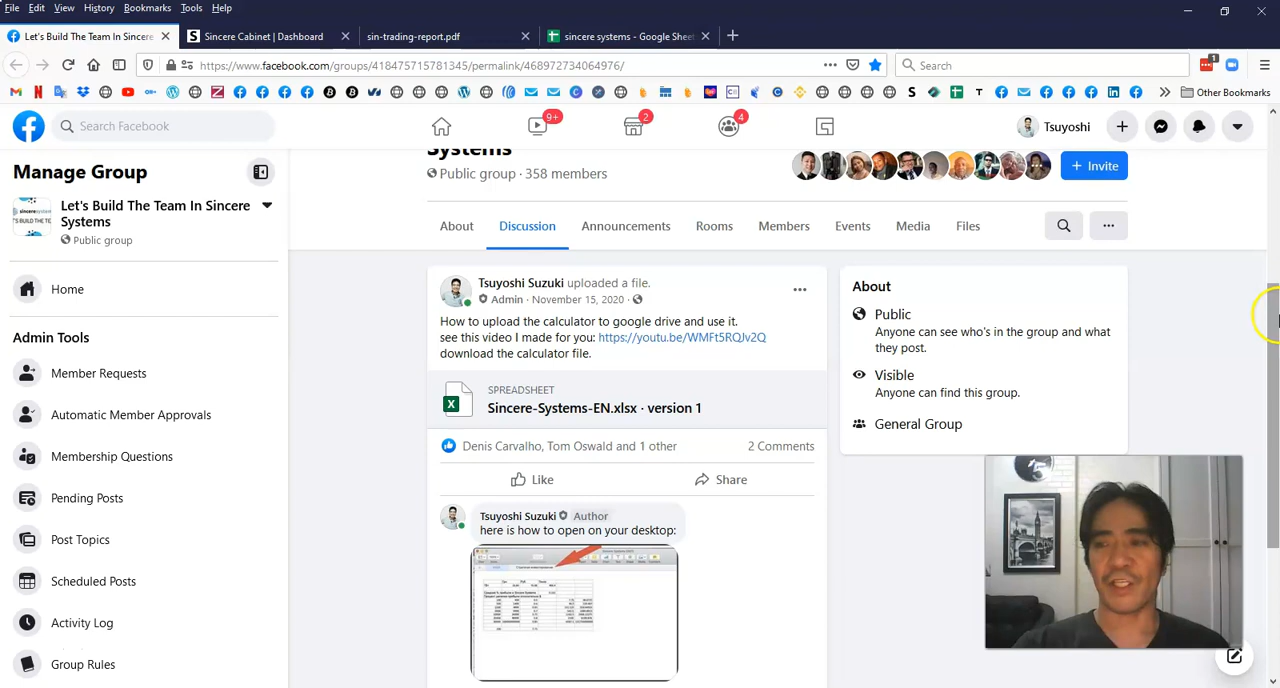 File Edit View History Bookmarks Tools Help
Let's Build The Team In Sincere
Sincere Cabinet | Dashboard
sin-trading-report.pdf
sincere systems - Google Sheet
https://www.facebook.com/groups/418475715781345/permalink/468972734064976/
Search
1
Other Bookmarks
Search Facebook
9+
2
4
Tsuyoshi
Manage Group
Let's Build The Team In Sincere
Systems
Public group
Home
Admin Tools
Member Requests
Automatic Member Approvals
Membership Questions
Pending Posts
Post Topics
Scheduled Posts
Activity Log
Group Rules
Systems
Public group · 358 members
+ Invite
About Discussion Announcements Rooms Members Events Media Files
Tsuyoshi Suzuki uploaded a file.
Admin · November 15, 2020 ·
How to upload the calculator to google drive and use it.
see this video I made for you: https://youtu.be/WMFt5RQJv2Q
download the calculator file.
SPREADSHEET
Sincere-Systems-EN.xlsx · version 1
Denis Carvalho, Tom Oswald and 1 other 2 Comments
Like Share
Tsuyoshi Suzuki Author
here is how to open on your desktop:
About
Public
Anyone can see who's in the group and what
they post.
Visible
Anyone can find this group.
General Group